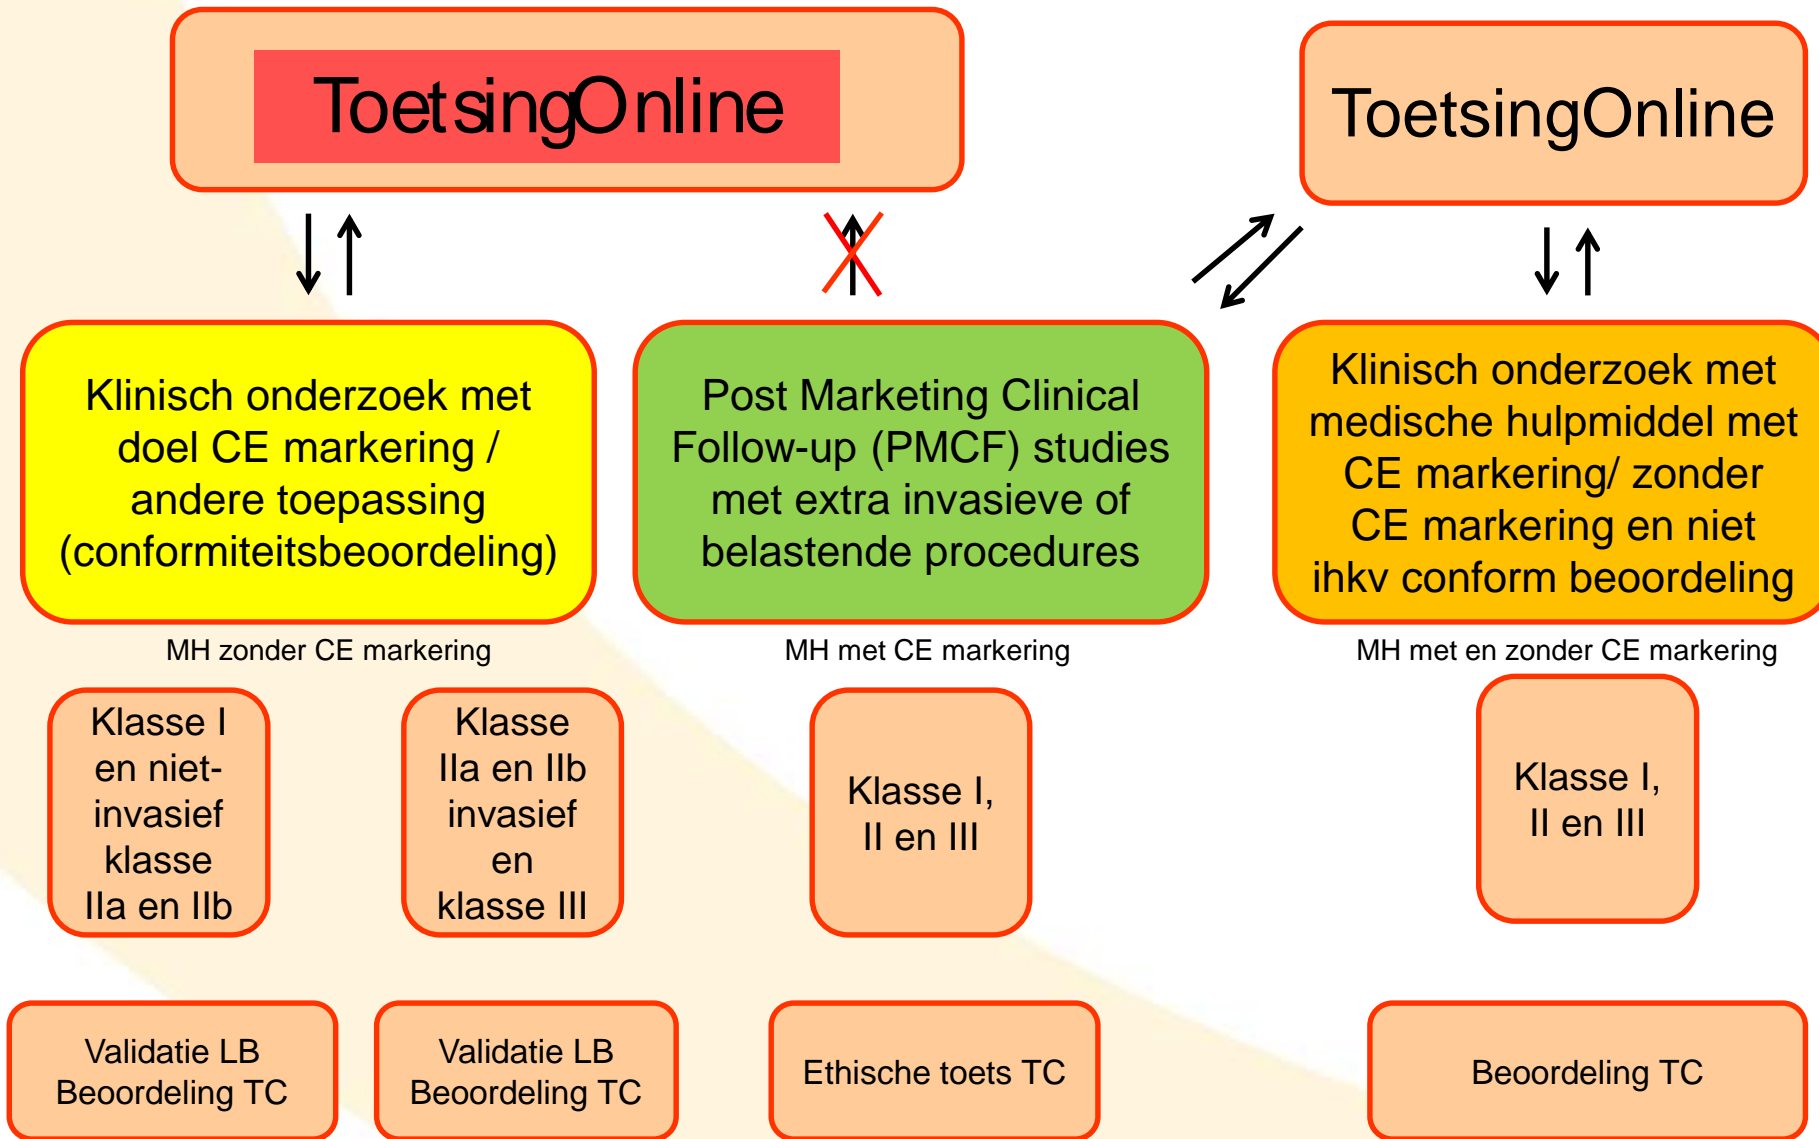 ToetsingOnline
ToetsingOnline
Klinisch onderzoek met
doel CE markering /
andere toepassing
(conformiteitsbeoordeling)
Post Marketing Clinical
Follow-up (PMCF) studies
met extra invasieve of
belastende procedures
Klinisch onderzoek met
medische hulpmiddel met
CE markering/ zonder
CE markering en niet
ihkv conform beoordeling
MH zonder CE markering
MH met CE markering
MH met en zonder CE markering
Klasse I
en niet-
invasief
klasse
IIa en IIb
Klasse
IIa en IIb
invasief
en
klasse III
Klasse I,
II en III
Klasse I,
II en III
Validatie LB
Beoordeling TC
Validatie LB
Beoordeling TC
Ethische toets TC
Beoordeling TC